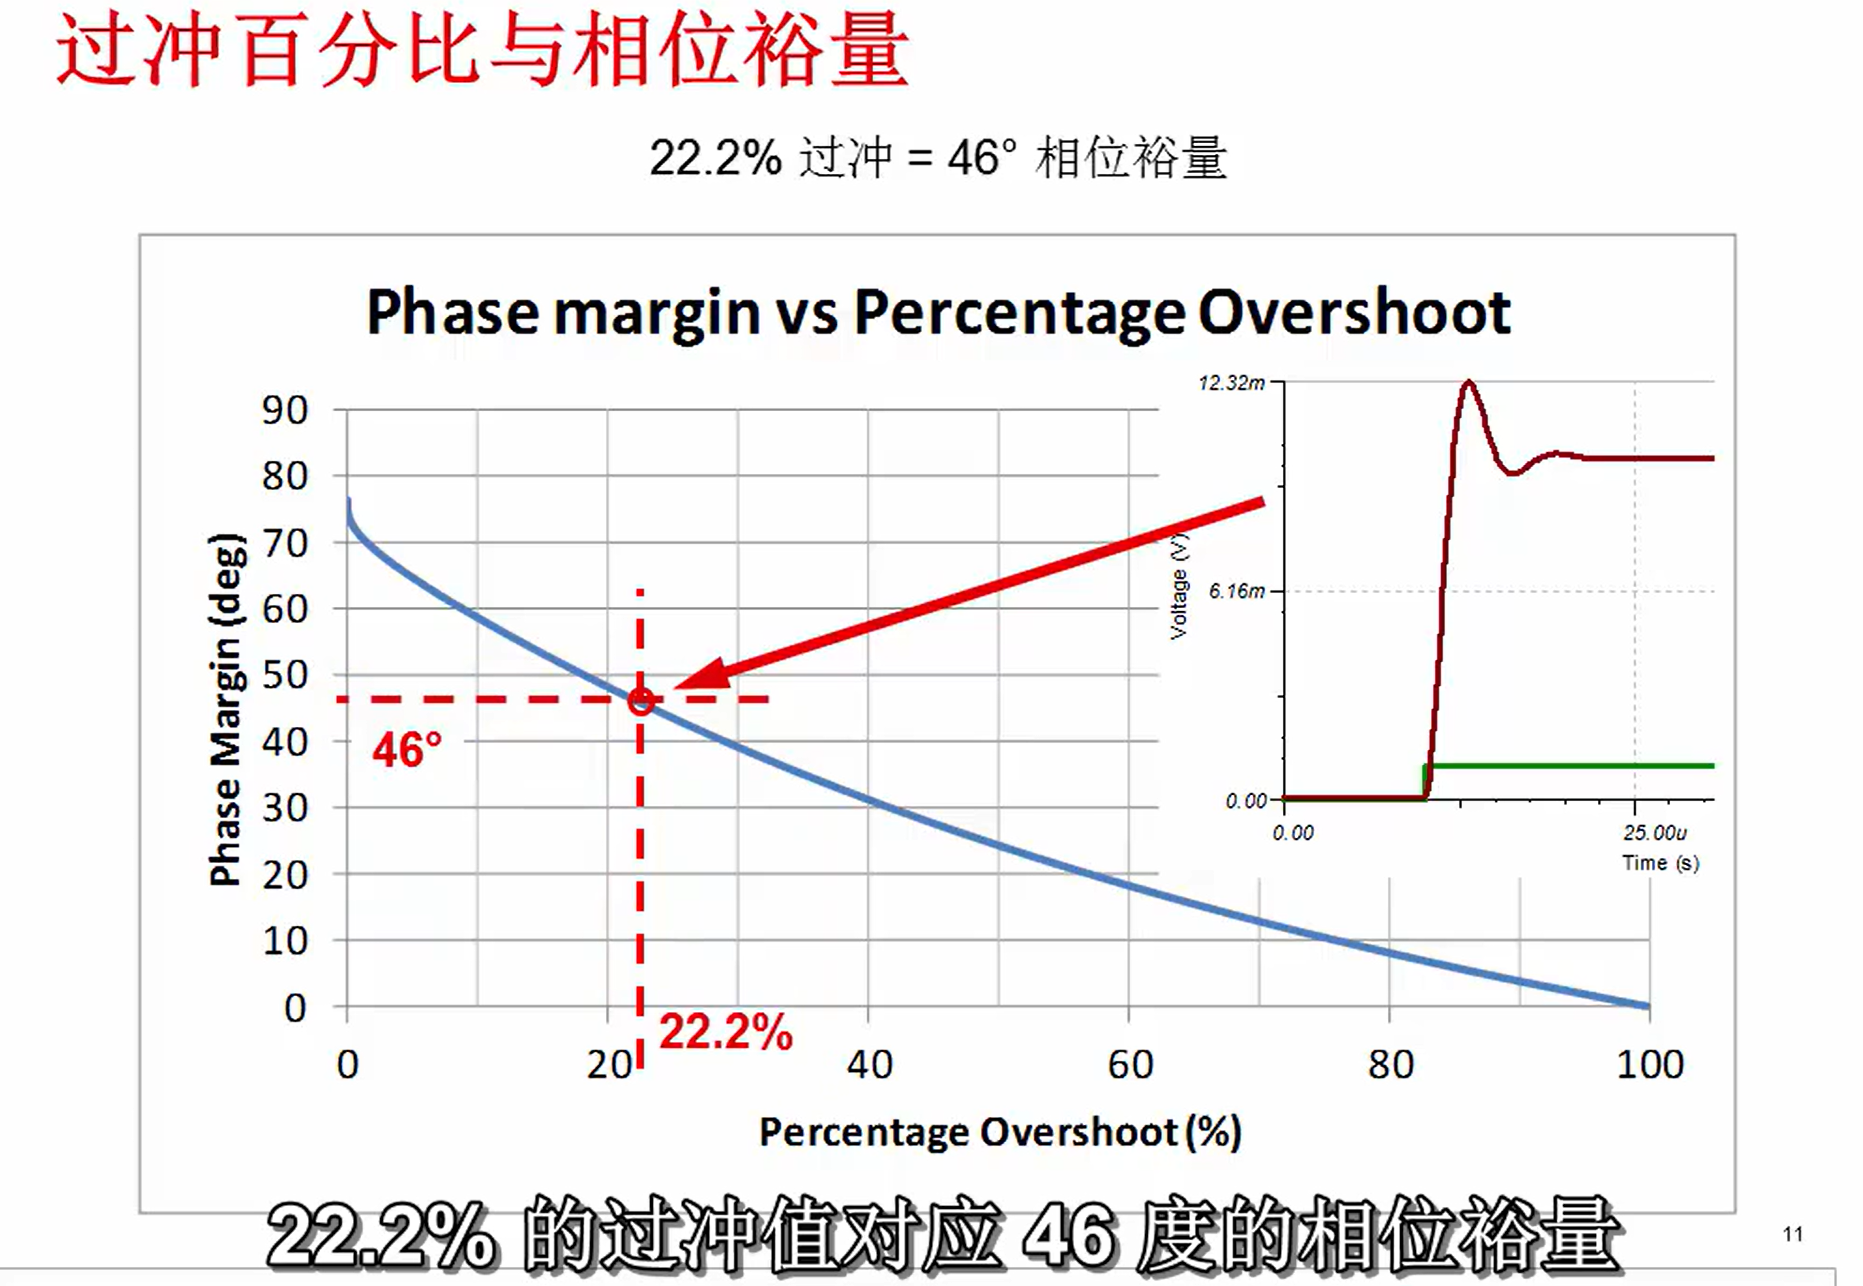 过冲百分比与相位裕量
22.2% 过冲 = 46° 相位裕量
Phase margin vs Percentage Overshoot
Phase Margin (deg)
90
80
70
60
50
40
30
20
10
0
46°
22.2%
0 20 40 60 80 100
Percentage Overshoot (%)
12.32m
Voltage (V)
6.16m
0.00
0.00 25.00u
Time (s)
22.2% 的过冲值对应 46 度的相位裕量
11